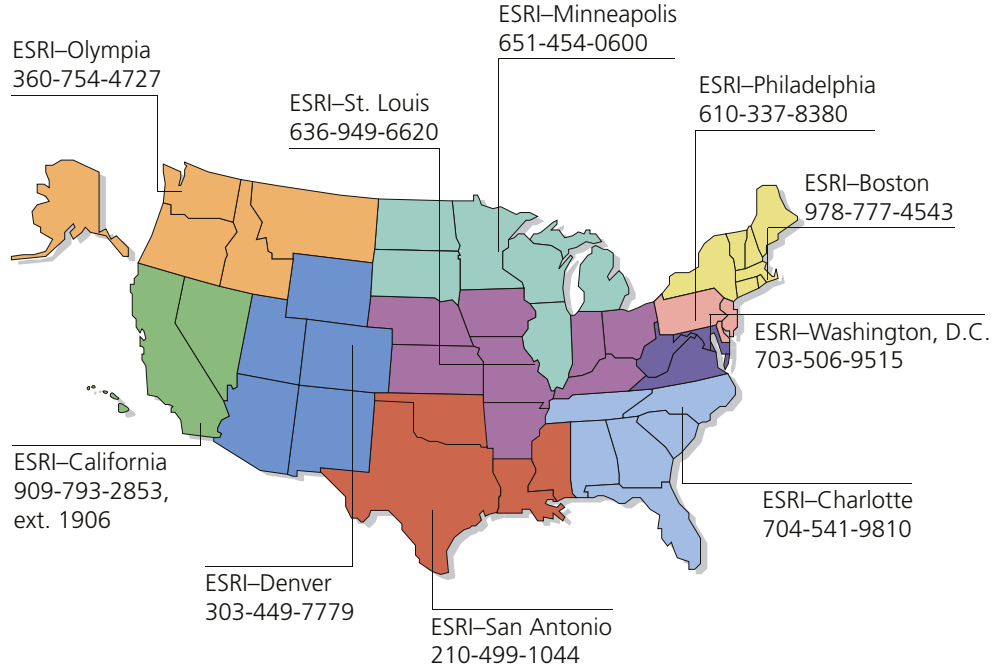 ESRI–Minneapolis
651-454-0600
ESRI–Olympia
360-754-4727
ESRI–St. Louis
636-949-6620
ESRI–Philadelphia
610-337-8380
ESRI–Boston
978-777-4543
ESRI–Washington, D.C.
703-506-9515
ESRI–California
909-793-2853,
ext. 1906
ESRI–Charlotte
704-541-9810
ESRI–Denver
303-449-7779
ESRI–San Antonio
210-499-1044